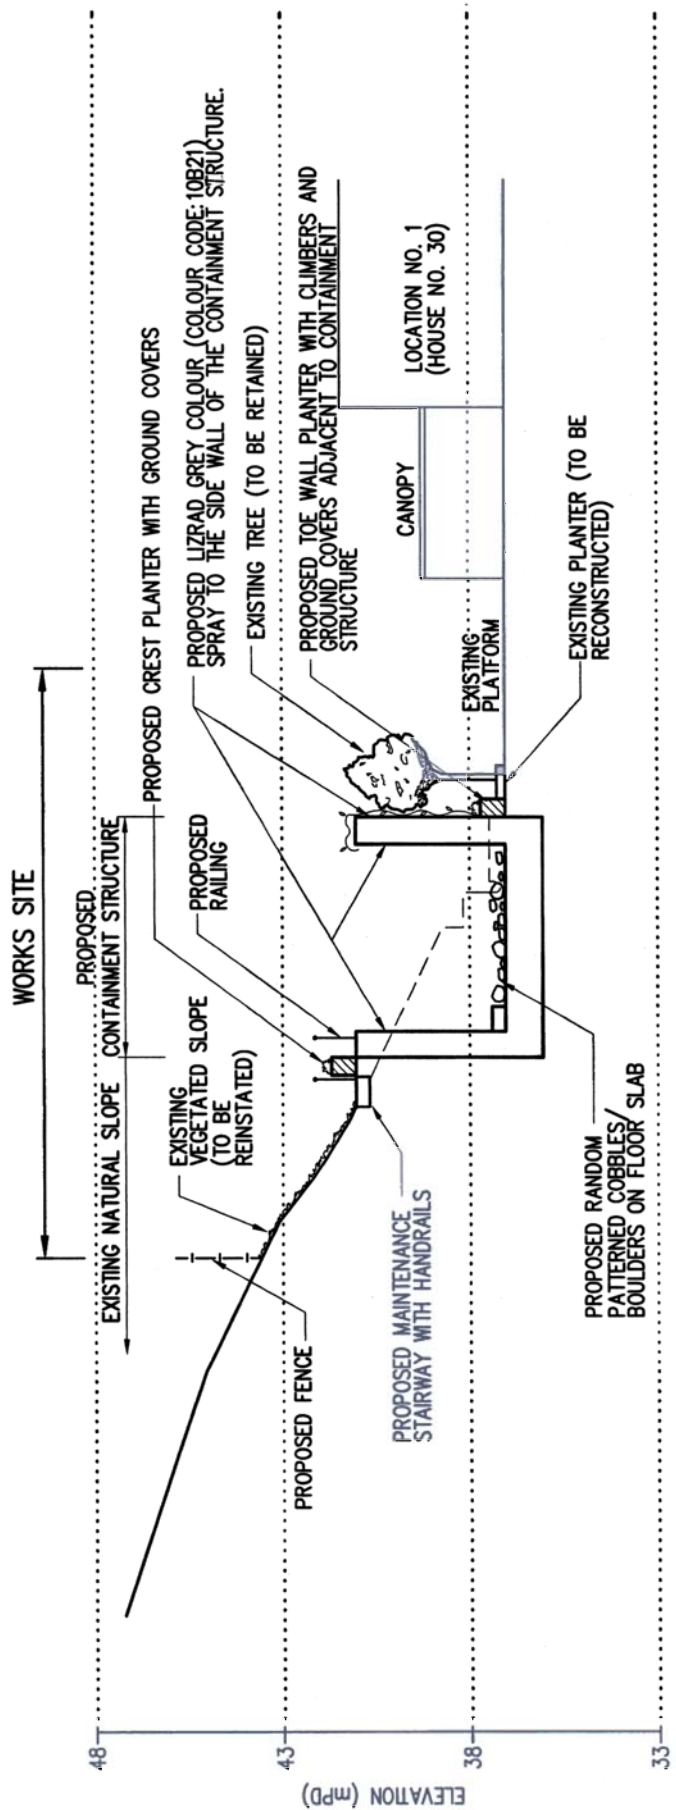 WORKS SITE
EXISTING NATURAL SLOPE
PROPOSED
CONTAINMENT STRUCTURE
PROPOSED CREST PLANTER WITH GROUND COVERS
EXISTING
VEGETATED SLOPE
(TO BE
REINSTATED)
PROPOSED
RAILING
PROPOSED LIZRAD GREY COLOUR (COLOUR CODE:10B21)
SPRAY TO THE SIDE WALL OF THE CONTAINMENT STRUCTURE.
EXISTING TREE (TO BE RETAINED)
PROPOSED TOE WALL PLANTER WITH CLIMBERS AND
GROUND COVERS ADJACENT TO CONTAINMENT
STRUCTURE
PROPOSED FENCE
PROPOSED MAINTENANCE
STAIRWAY WITH HANDRAILS
CANOPY
LOCATION NO. 1
(HOUSE NO. 30)
EXISTING
PLATFORM
EXISTING PLANTER (TO BE
RECONSTRUCTED)
PROPOSED RANDOM
PATTERNED COBBLES/
BOULDERS ON FLOOR SLAB
48
43
38
33
ELEVATION (mPD)